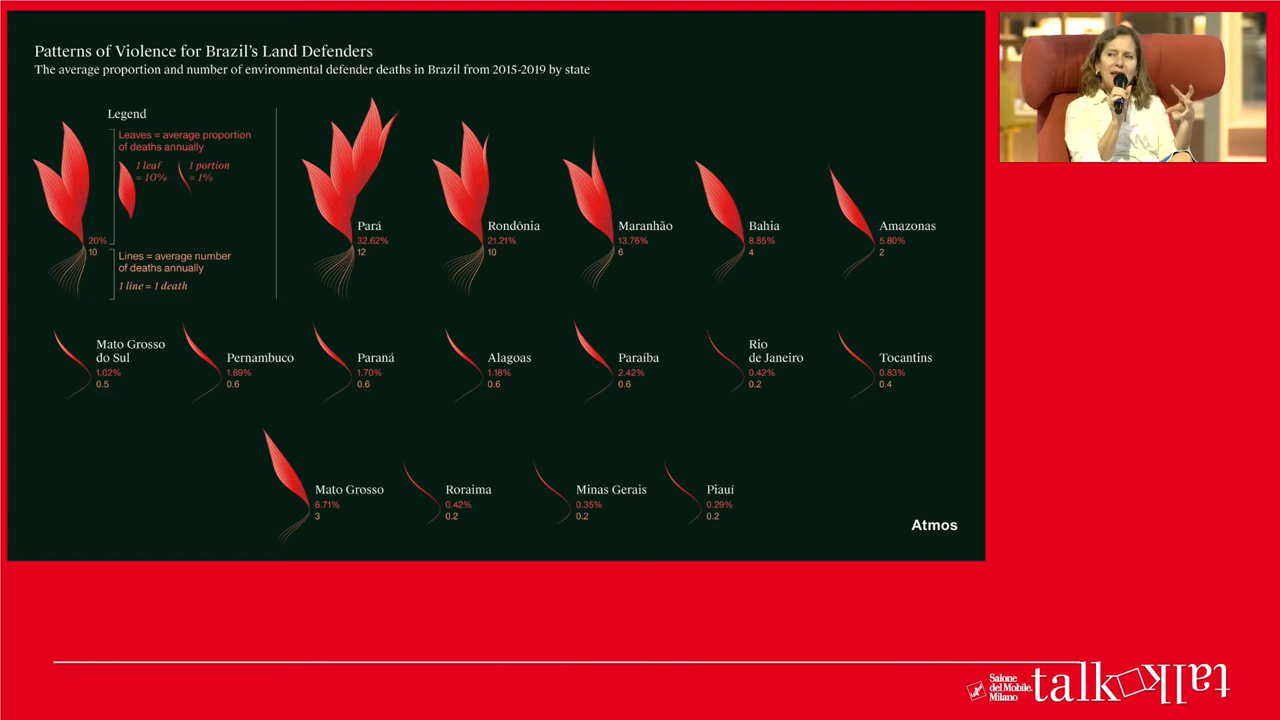 Patterns of Violence for Brazil's Land Defenders
The average proportion and number of environmental defender deaths in Brazil from 2015-2019 by state
Legend
Leaves = average proportion
of deaths annually
1 leaf
= 10%
1 portion
= 1%
20%
10
Lines = average number
of deaths annually
1 line = 1 death
Pará
32.62%
12
Rondônia
21.21%
10
Maranhão
13.76%
6
Bahia
8.85%
4
Amazonas
5.80%
2
Mato Grosso
do Sul
1.02%
0.5
Pernambuco
1.69%
0.6
Paraná
1.70%
0.6
Alagoas
1.18%
0.6
Paraíba
2.42%
0.6
Rio
de Janeiro
0.42%
0.2
Tocantins
0.83%
0.4
Mato Grosso
6.71%
3
Roraima
0.42%
0.2
Minas Gerais
0.35%
0.2
Piauí
0.29%
0.2
Atmos
Salone
del Mobile.
Milano
talk talk